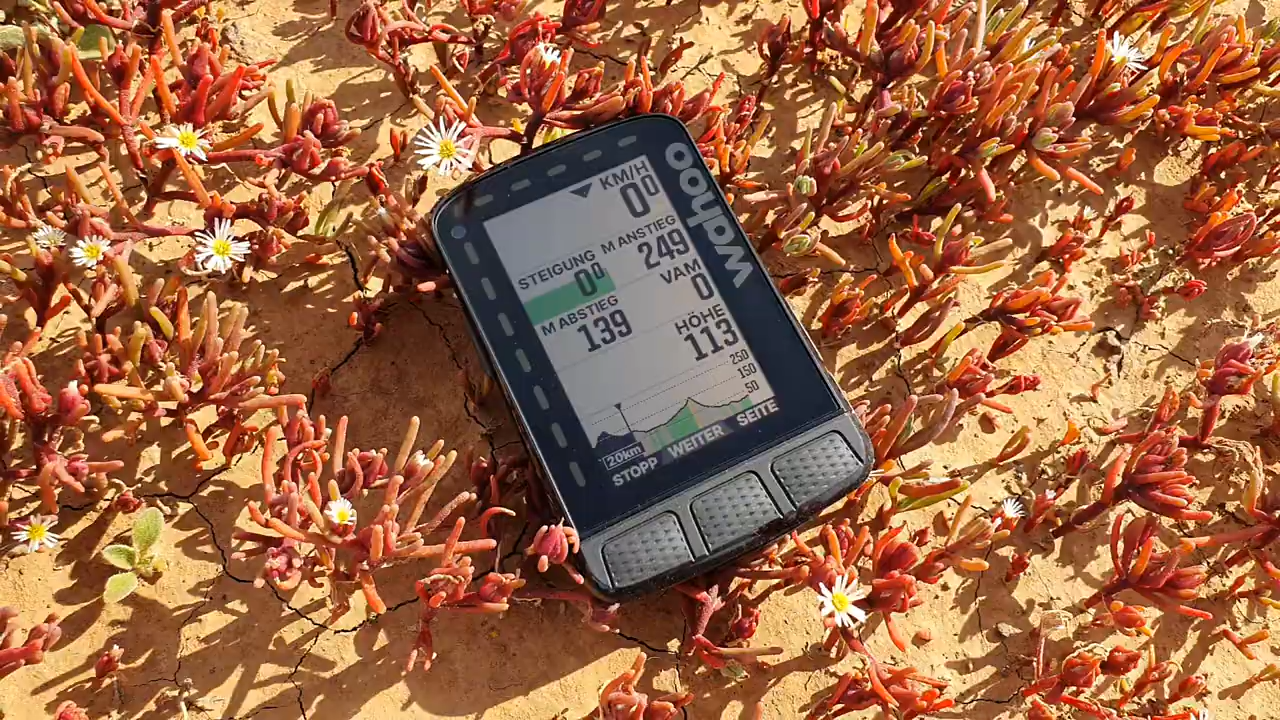 wahoo
KM/H
0⁰
STEIGUNG
0⁰
M ANSTIEG
249
M ABSTIEG
139
VAM
0
HÖHE
113
250
150
50
20km
STOPP WEITER SEITE